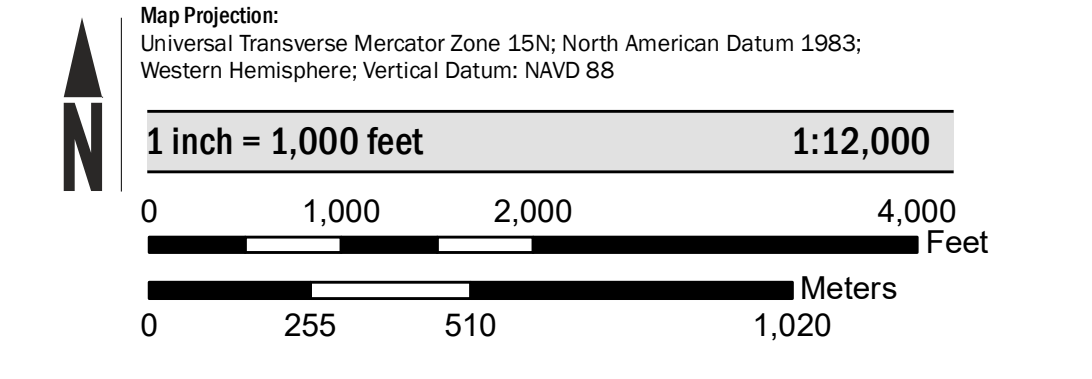 N
Map Projection:
Universal Transverse Mercator Zone 15N; North American Datum 1983;
Western Hemisphere; Vertical Datum: NAVD 88
1 inch = 1,000 feet 1:12,000
0 1,000 2,000 4,000
Feet
Meters
0 255 510 1,020